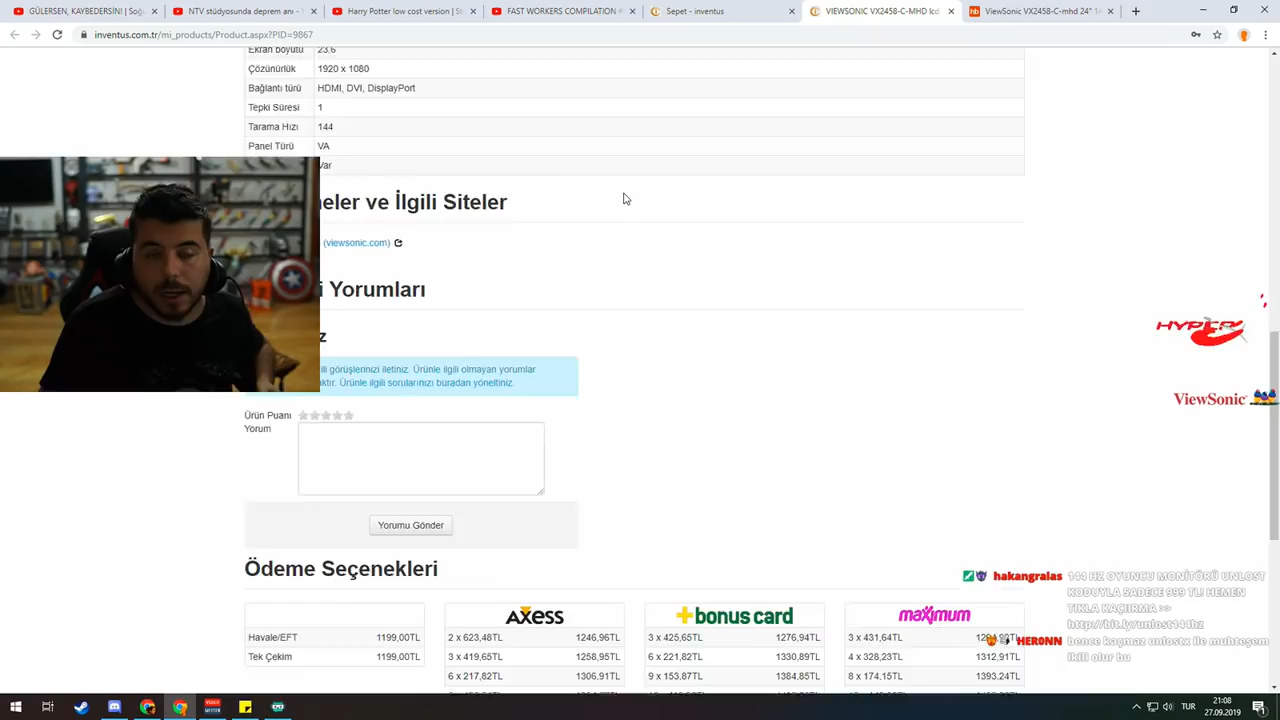 GÜLERSEN, KAYBEDERSİN! | Soğu
NTV stüdyosunda deprem anı -
Harry Potter low cost version | St
FAST WORKERS COMPILATION #
Sepet - inventus
VIEWSONIC VX2458-C-MHD lcd
ViewSonic VX2458-C-mhd 24" 14
inventus.com.tr/mi_products/Product.aspx?PID=9867
Ekran boyutu 23.6
Çözünürlük 1920 x 1080
Bağlantı türü HDMI, DVI, DisplayPort
Tepki Süresi 1
Tarama Hızı 144
Panel Türü VA
Var
eler ve İlgili Siteler
(viewsonic.com)
i Yorumları
z
ili görüşlerinizi iletiniz. Ürünle ilgili olmayan yorumlar
ktır. Ürünle ilgili sorularınızı buradan yöneltiniz.
Ürün Puanı
Yorum
Yorumu Gönder
HYPERX
ViewSonic
Ödeme Seçenekleri
AXESS
bonus card
maximum
Havale/EFT 1199,00TL
Tek Çekim 1199,00TL
2 x 623,48TL 1246,96TL
3 x 419,65TL 1258,95TL
6 x 217,82TL 1306,91TL
3 x 425,65TL 1276,94TL
6 x 221,82TL 1330,89TL
9 x 153.87TL 1384.85TL
3 x 431,64TL
4 x 328,23TL 1312,91TL
8 x 174.15TL 1393.24TL
hakangralas 144 HZ OYUNCU MONİTÖRÜ UNLOST
KODUYLA SADECE 999 TL! HEMEN
TIKLA KAÇIRMA >>
http://bit.ly/unlost144hz
HER0NN bence kaçmaz unlostx ile muhteşem
ikili olur bu
TUR
21:08
27.09.2019